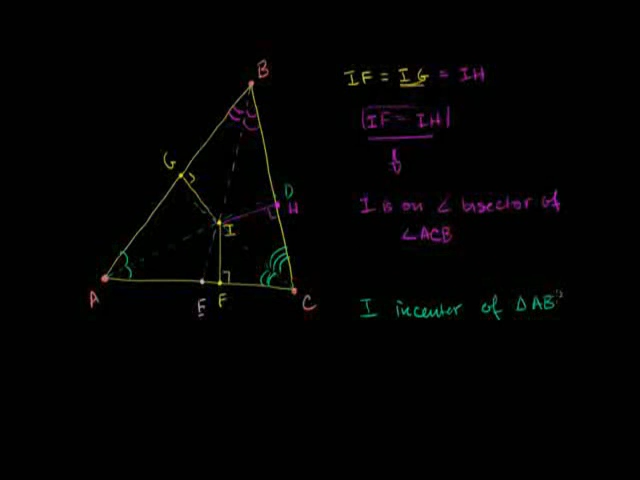 B
IF = IG = IH
IF = IH
G
D
H
I
I is on ∠ bisector of
∠ACB
A
E
F
C
I incenter of ΔAB